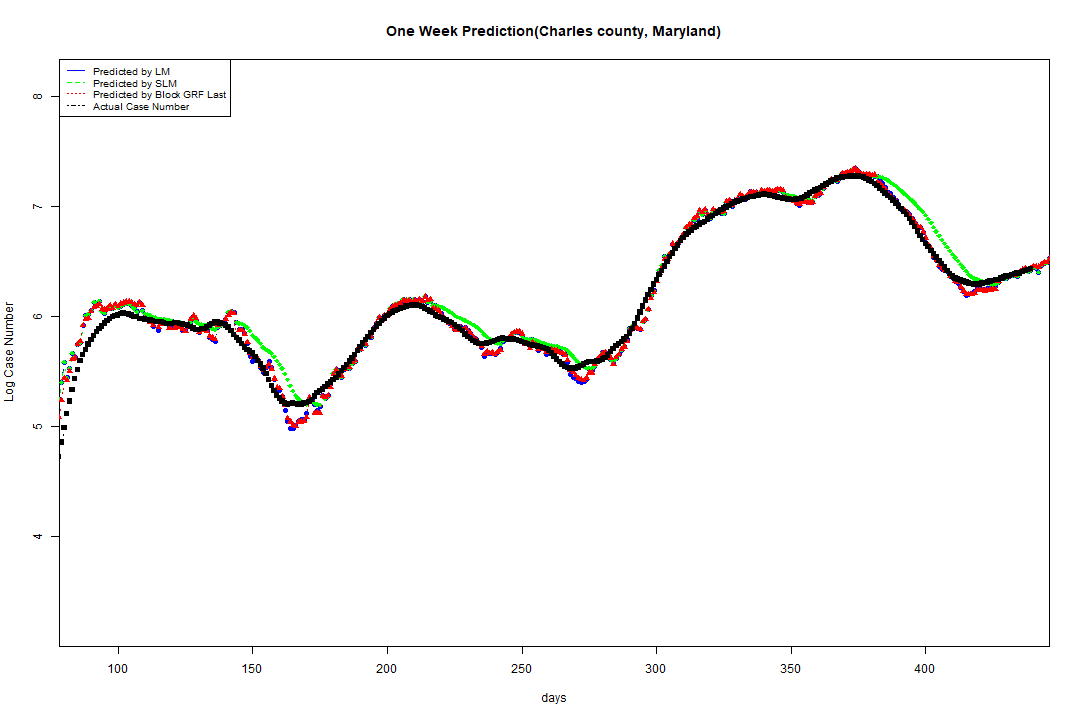 One Week Prediction(Charles county, Maryland)
Predicted by LM
Predicted by SLM
Predicted by Block GRF Last
Actual Case Number
8
7
6
5
4
Log Case Number
100 150 200 250 300 350 400
days